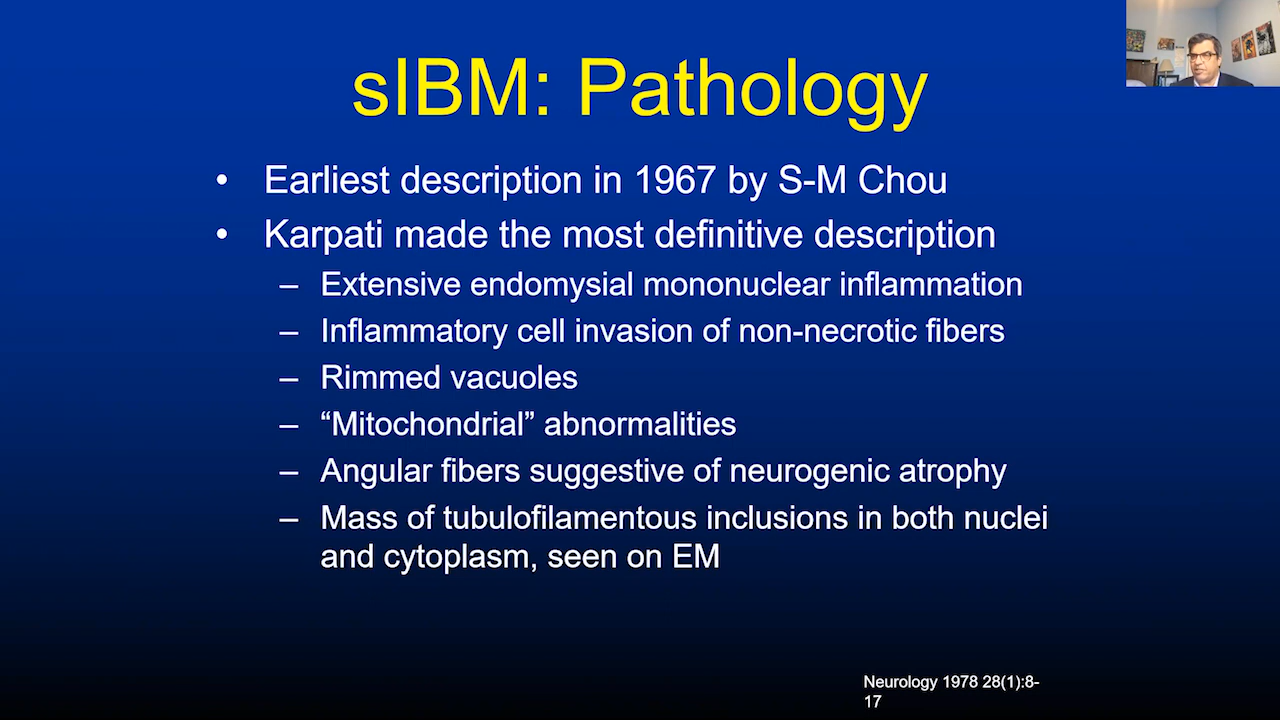 sIBM: Pathology
• Earliest description in 1967 by S-M Chou
• Karpati made the most definitive description
– Extensive endomysial mononuclear inflammation
– Inflammatory cell invasion of non-necrotic fibers
– Rimmed vacuoles
– “Mitochondrial” abnormalities
– Angular fibers suggestive of neurogenic atrophy
– Mass of tubulofilamentous inclusions in both nuclei
and cytoplasm, seen on EM
Neurology 1978 28(1):8-
17